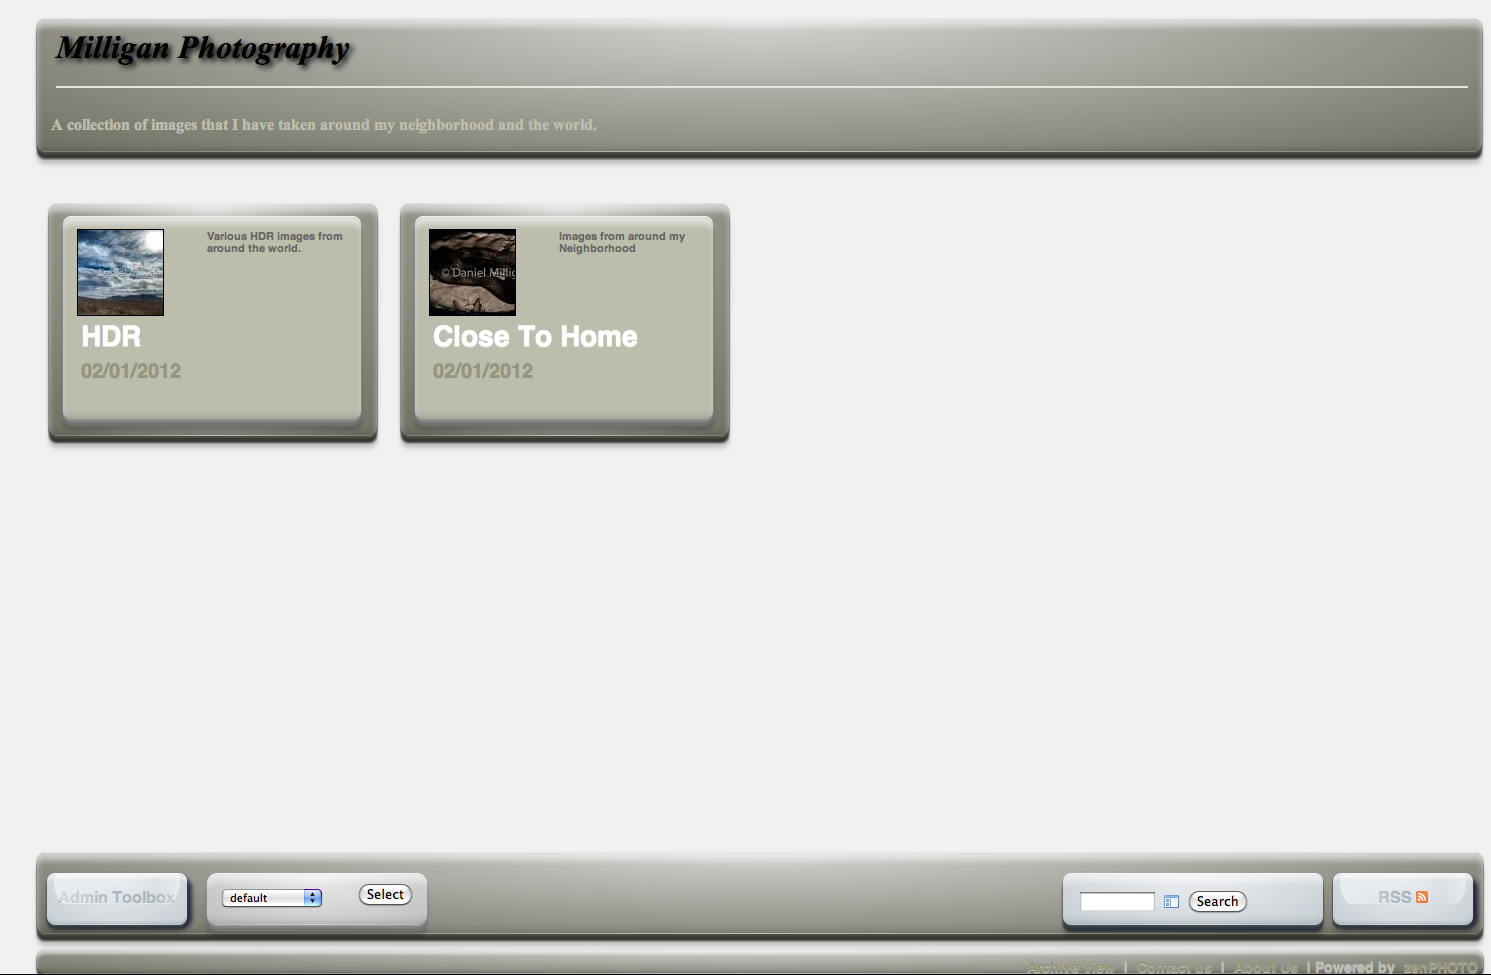 Milligan Photography
A collection of images that I have taken around my neighborhood and the world.
Various HDR images from
around the world.
HDR
02/01/2012
Images from around my
Neighborhood
© Daniel Millig
Close To Home
02/01/2012
Admin Toolbox
default
Select
Search
RSS
Archive View | Contact us | About Us | Powered by zenPHOTO